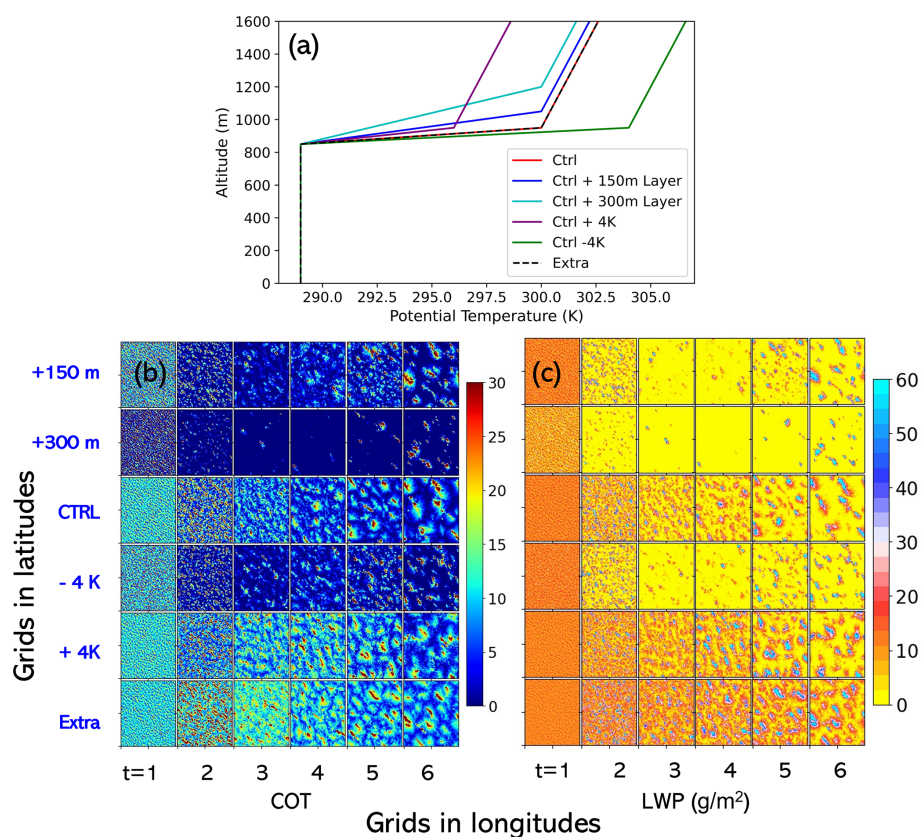 (a)
1600
1400
1200
1000
800
600
400
200
0
Altitude (m)
Ctrl
Ctrl + 150m Layer
Ctrl + 300m Layer
Ctrl + 4K
Ctrl -4K
Extra
290.0 292.5 295.0 297.5 300.0 302.5 305.0
Potential Temperature (K)
(b)
(c)
Grids in latitudes
+150 m
+300 m
CTRL
- 4 K
+ 4K
Extra
30
25
20
15
10
5
0
60
50
40
30
20
10
0
t=1 2 3 4 5 6
t=1 2 3 4 5 6
COT
LWP (g/m²)
Grids in longitudes